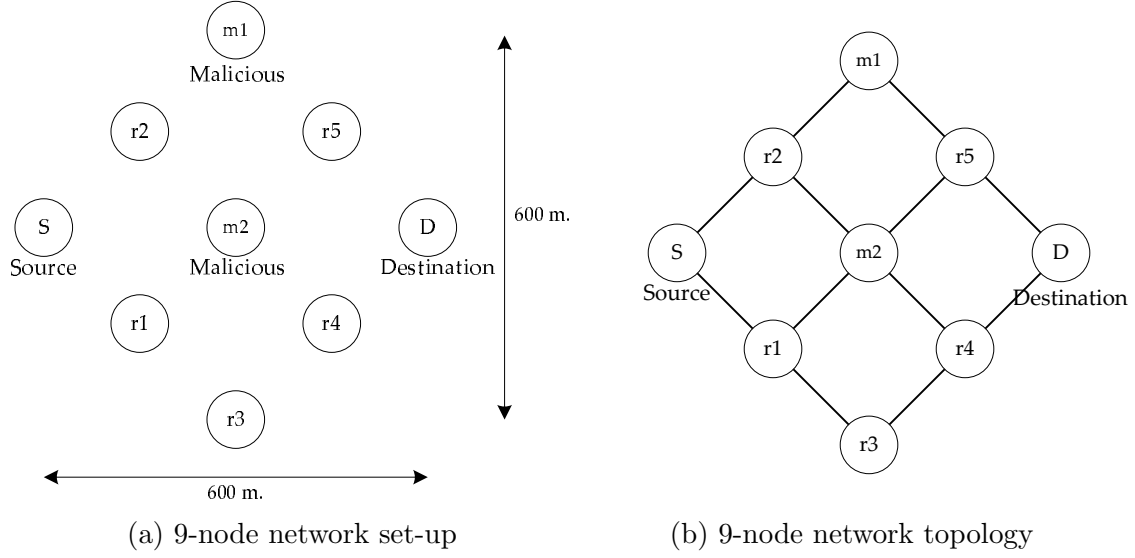 m1
Malicious
r2
r5
S
Source
m2
Malicious
D
Destination
r1
r4
r3
600 m.
600 m.
(a) 9-node network set-up
m1
r2
r5
S
Source
m2
D
Destination
r1
r4
r3
(b) 9-node network topology